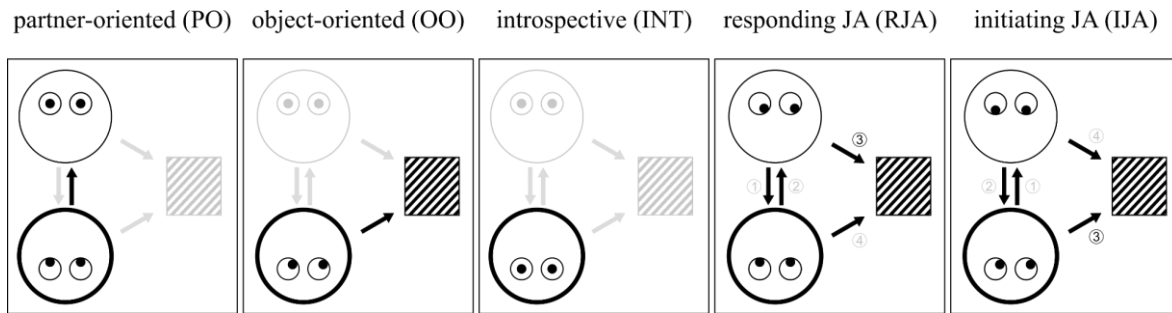 partner-oriented (PO) object-oriented (OO) introspective (INT) responding JA (RJA) initiating JA (IJA)
③ ④
① ② ② ①
④ ③